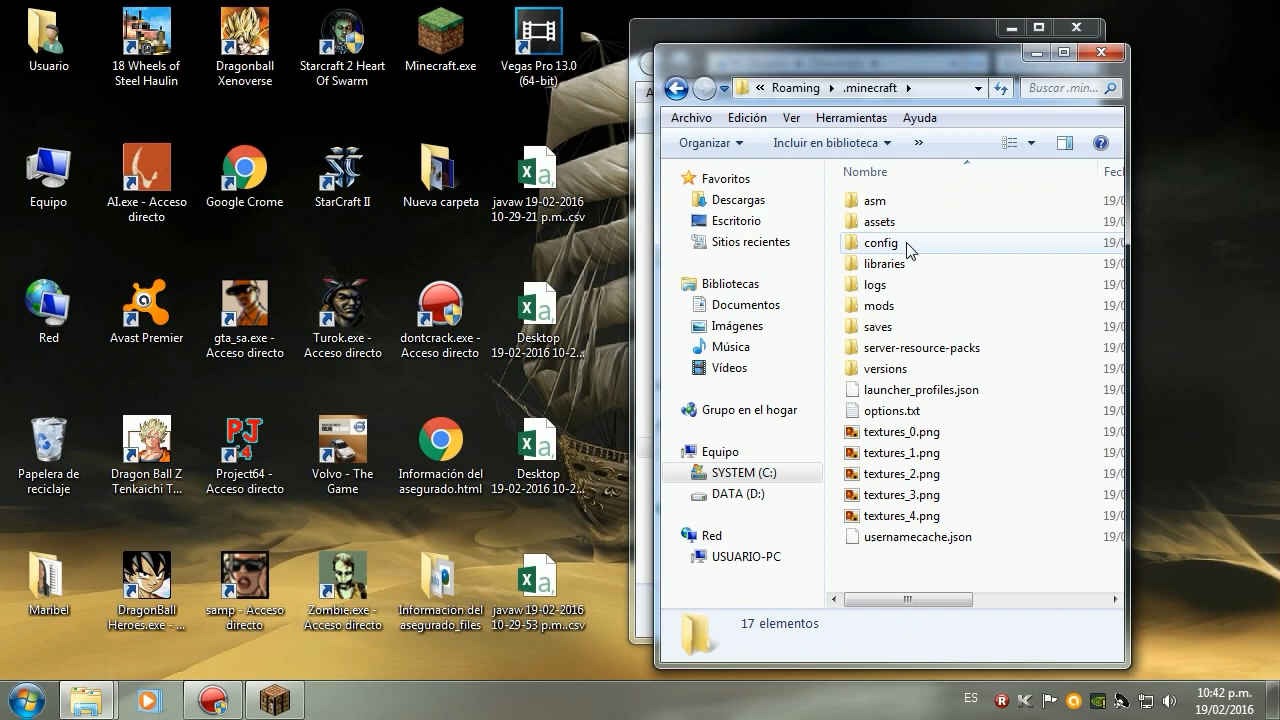 Usuario
18 Wheels of
Steel Haulin
Dragonball
Xenoverse
Starcraft 2 Heart
Of Swarm
Minecraft.exe
Vegas Pro 13.0
(64-bit)
Equipo
AI.exe - Acceso
directo
Google Crome
StarCraft II
Nueva carpeta
javaw 19-02-2016
10-29-21 p.m..csv
Red
Avast Premier
gta_sa.exe -
Acceso directo
Turok.exe -
Acceso directo
dontcrack.exe -
Acceso directo
Desktop
19-02-2016 10-2...
Papelera de
reciclaje
Dragon Ball Z
Tenkaichi T...
Project64 -
Acceso directo
Volvo - The
Game
Información del
asegurado.html
Desktop
19-02-2016 10-2...
Maribel
DragonBall
Heroes.exe - ...
samp - Acceso
directo
Zombie.exe -
Acceso directo
Información del
asegurado_files
javaw 19-02-2016
10-29-53 p.m..csv
« Roaming .minecraft
Buscar .min...
Archivo Edición Ver Herramientas Ayuda
Organizar Incluir en biblioteca »
Favoritos
Descargas
Escritorio
Sitios recientes
Bibliotecas
Documentos
Imágenes
Música
Vídeos
Grupo en el hogar
Equipo
SYSTEM (C:)
DATA (D:)
Red
USUARIO-PC
Nombre
asm
assets
config
libraries
logs
mods
saves
server-resource-packs
versions
launcher_profiles.json
options.txt
textures_0.png
textures_1.png
textures_2.png
textures_3.png
textures_4.png
usernamecache.json
17 elementos
ES
10:42 p.m.
19/02/2016